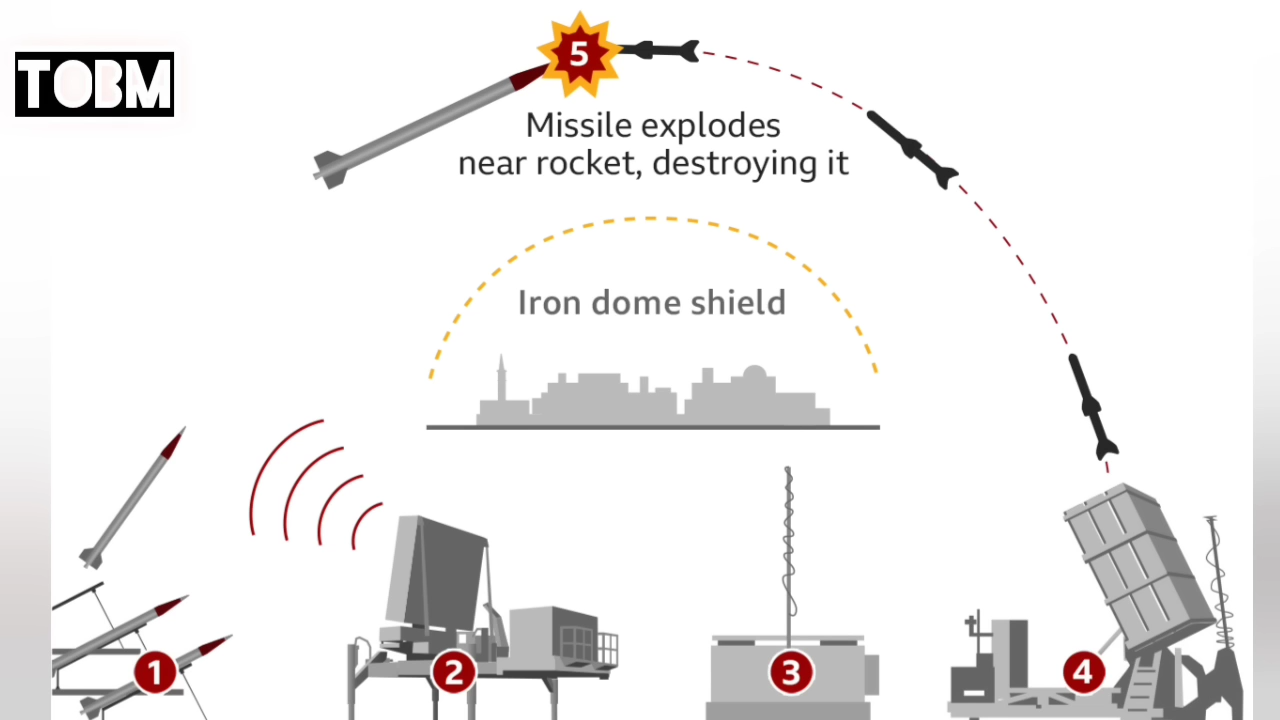 TOBM
5
Missile explodes
near rocket, destroying it
Iron dome shield
1
2
3
4